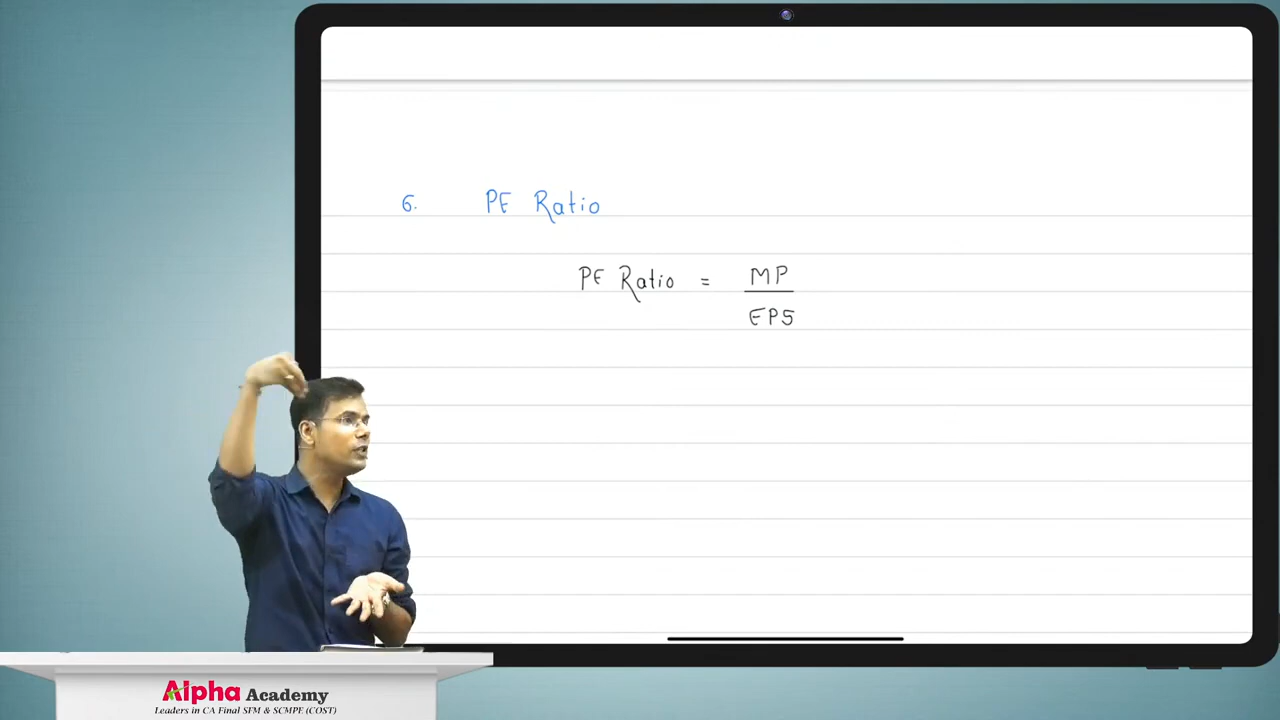 6. PE Ratio
PE Ratio = MP
EPS
Alpha Academy
Leaders in CA Final SFM & SCMPE (COST)